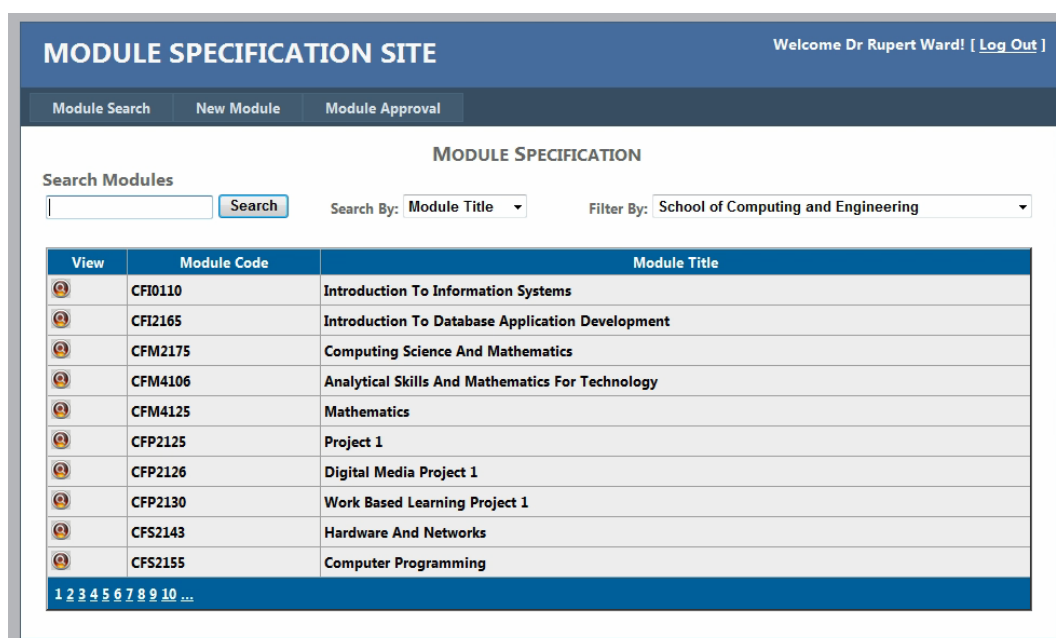 MODULE SPECIFICATION SITE
Welcome Dr Rupert Ward! [ Log Out ]
Module Search New Module Module Approval
MODULE SPECIFICATION
Search Modules
Search Search By: Module Title Filter By: School of Computing and Engineering
View Module Code Module Title
CFI0110 Introduction To Information Systems
CFI2165 Introduction To Database Application Development
CFM2175 Computing Science And Mathematics
CFM4106 Analytical Skills And Mathematics For Technology
CFM4125 Mathematics
CFP2125 Project 1
CFP2126 Digital Media Project 1
CFP2130 Work Based Learning Project 1
CFS2143 Hardware And Networks
CFS2155 Computer Programming
1 2 3 4 5 6 7 8 9 10 ...